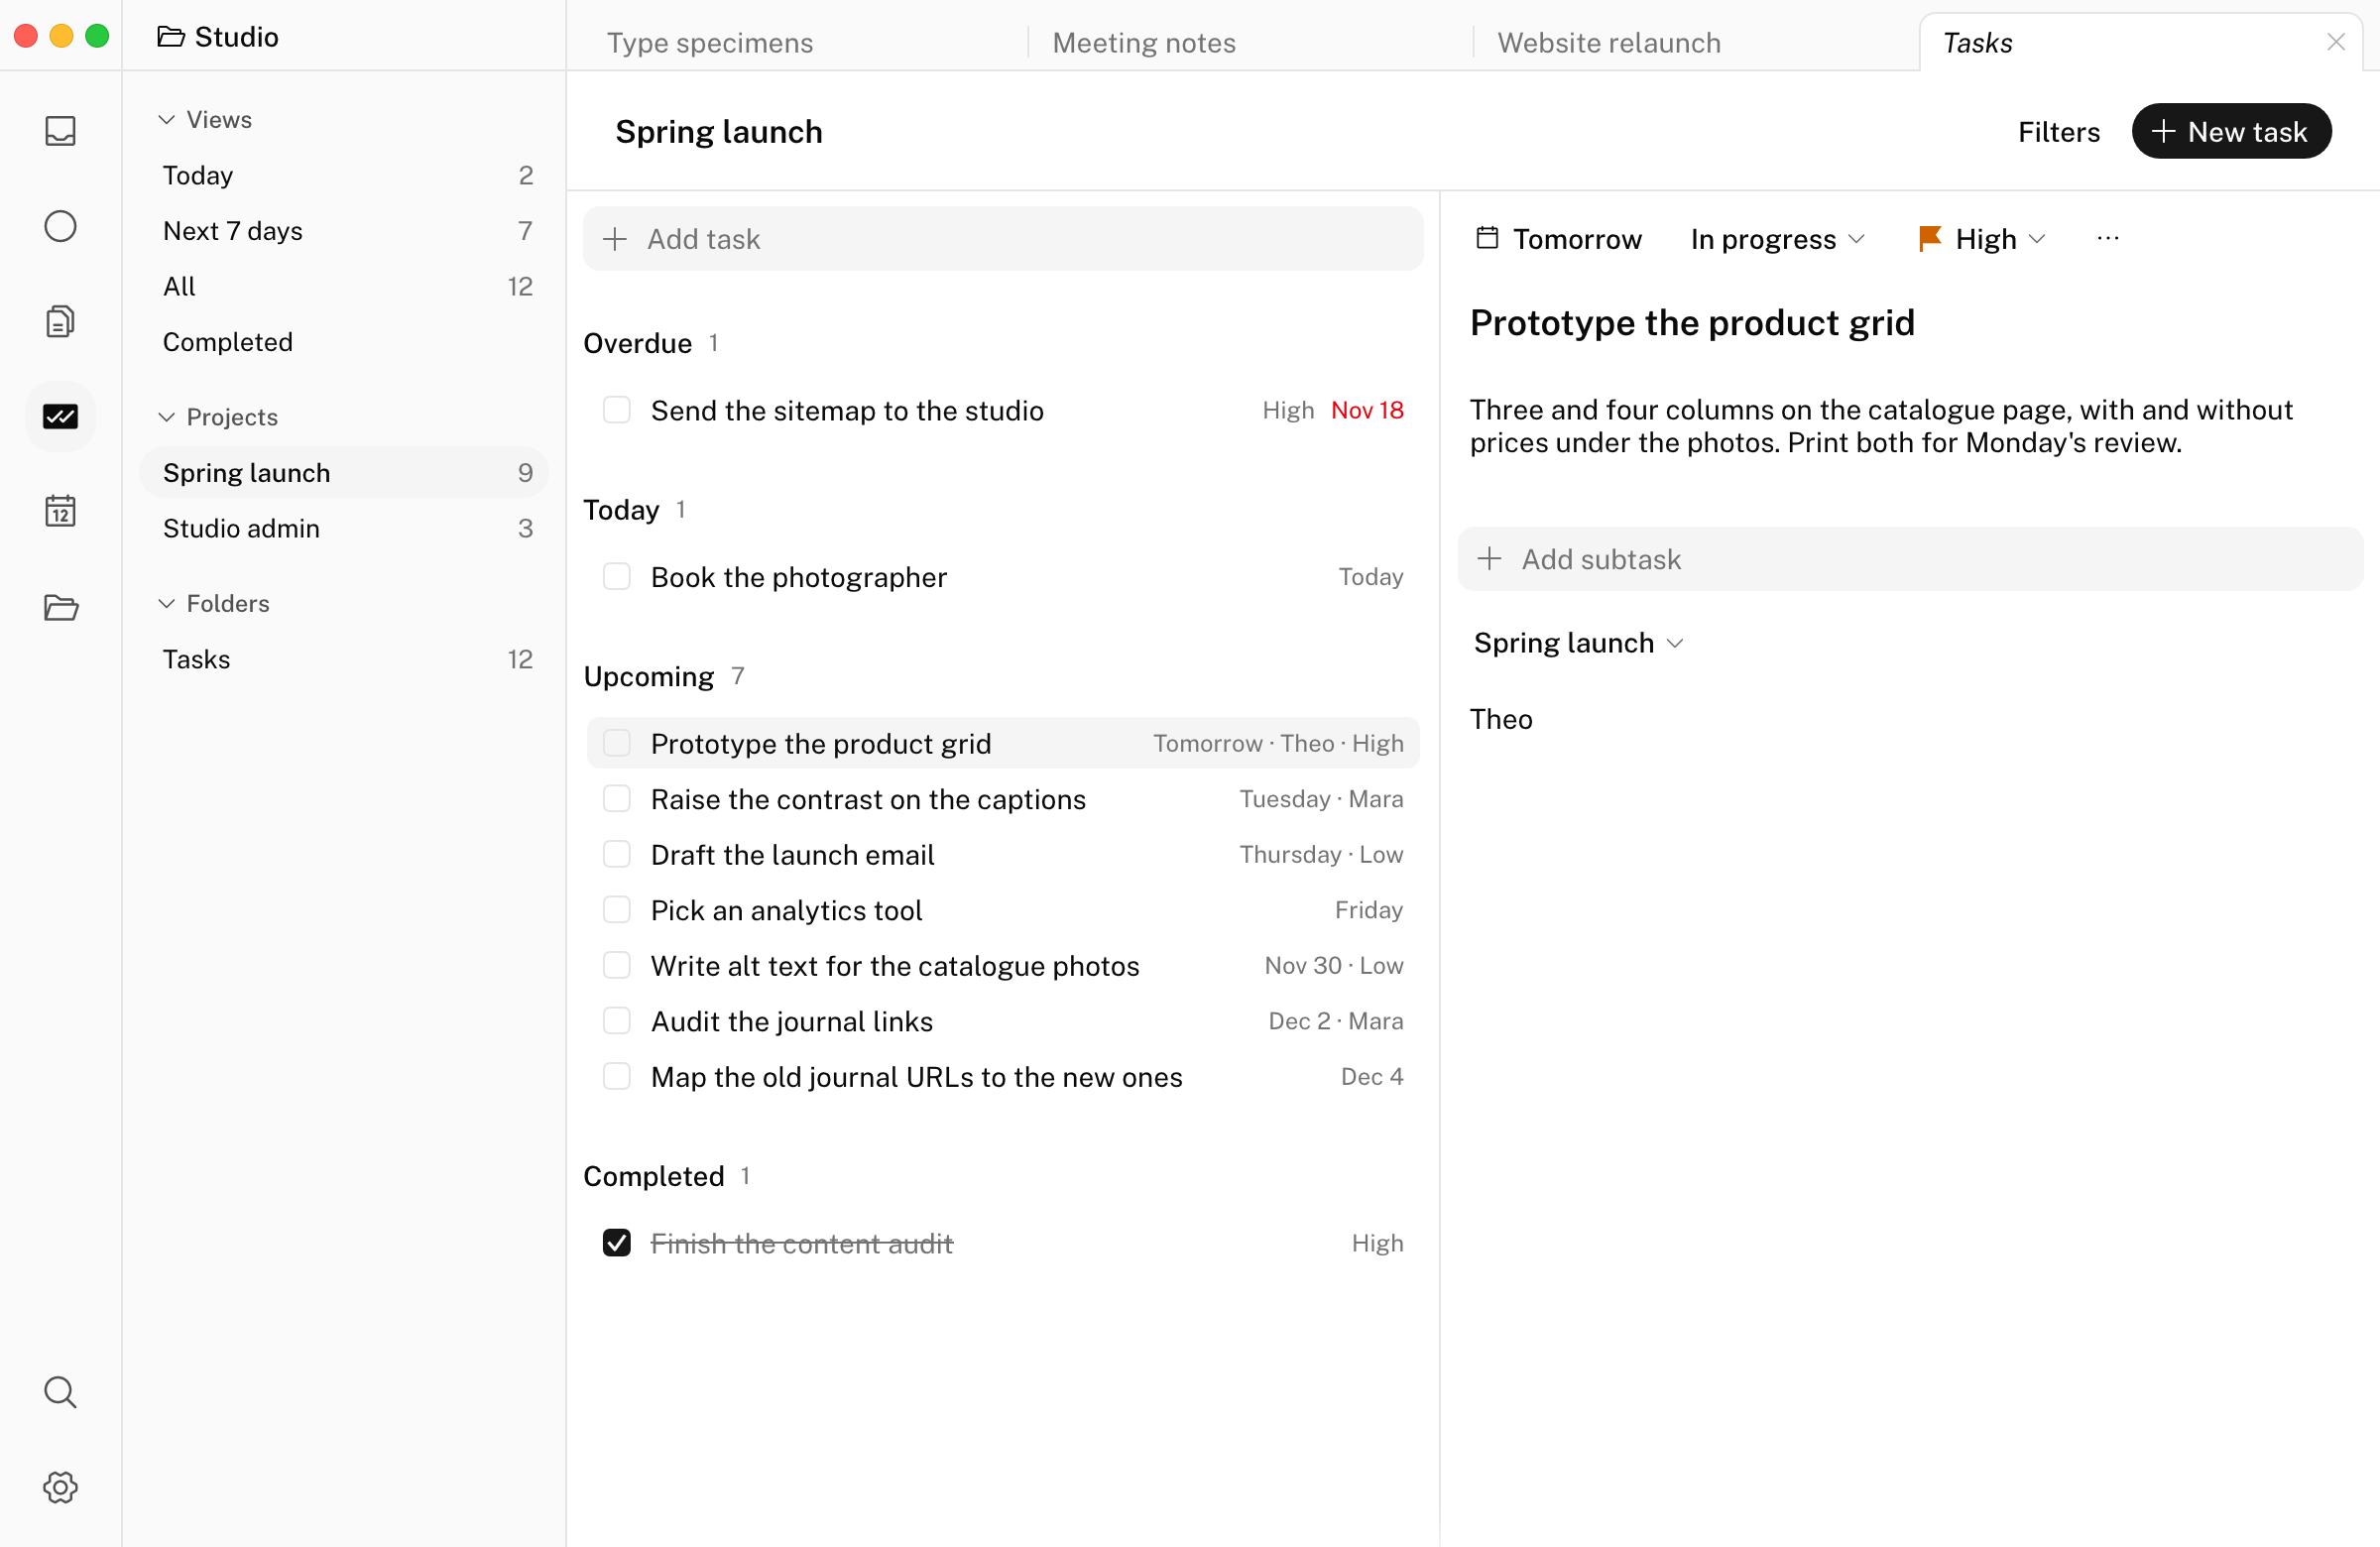 Studio
Type specimens
Meeting notes
Website relaunch
Tasks
Views
Today 2
Next 7 days 7
All 12
Completed
Projects
Spring launch 9
Studio admin 3
Folders
Tasks 12
12
Spring launch
Filters
New task
Add task
Overdue 1
Send the sitemap to the studio High Nov 18
Today 1
Book the photographer Today
Upcoming 7
Prototype the product grid Tomorrow · Theo · High
Raise the contrast on the captions Tuesday · Mara
Draft the launch email Thursday · Low
Pick an analytics tool Friday
Write alt text for the catalogue photos Nov 30 · Low
Audit the journal links Dec 2 · Mara
Map the old journal URLs to the new ones Dec 4
Completed 1
Finish the content audit High
Tomorrow In progress High
Prototype the product grid
Three and four columns on the catalogue page, with and without
prices under the photos. Print both for Monday's review.
Add subtask
Spring launch
Theo